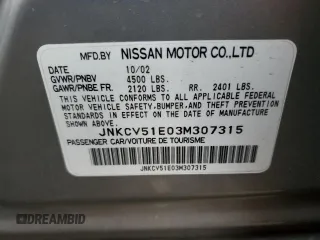 MFD.BY NISSAN MOTOR CO.,LTD
DATE 10/02
GVWR/PNBV 4500 LBS.
GAWR/PNBE FR. 2120 LBS. RR. 2401 LBS.
THIS VEHICLE CONFORMS TO ALL APPLICABLE
FEDERAL MOTOR VEHICLE
SAFETY,BUMPER,AND THEFT PREVENTION
STANDARDS IN EFFECT ON THE DATE OF
MANUFACTURE SHOWN ABOVE.
JNKCV51E03M307315
PASSENGER CAR/VOITURE DE TOURISME
JNKCV51E03M307315
DREAMBID